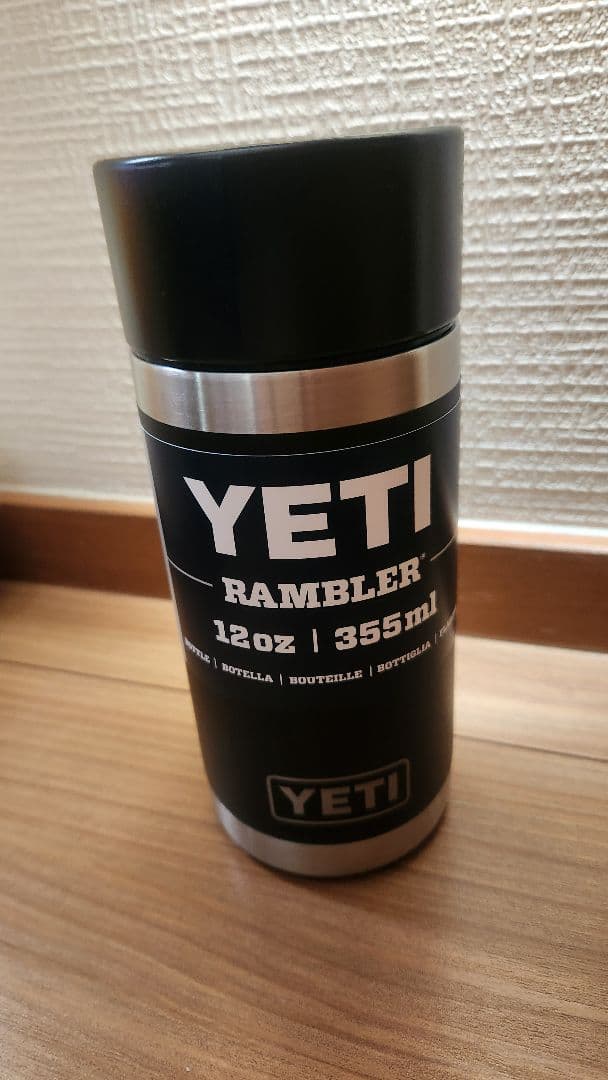 YETI
RAMBLER
12oz | 355ml
BOTTLE | BOTELLA | BOUTEILLE | BOTTIGLIA |
YETI